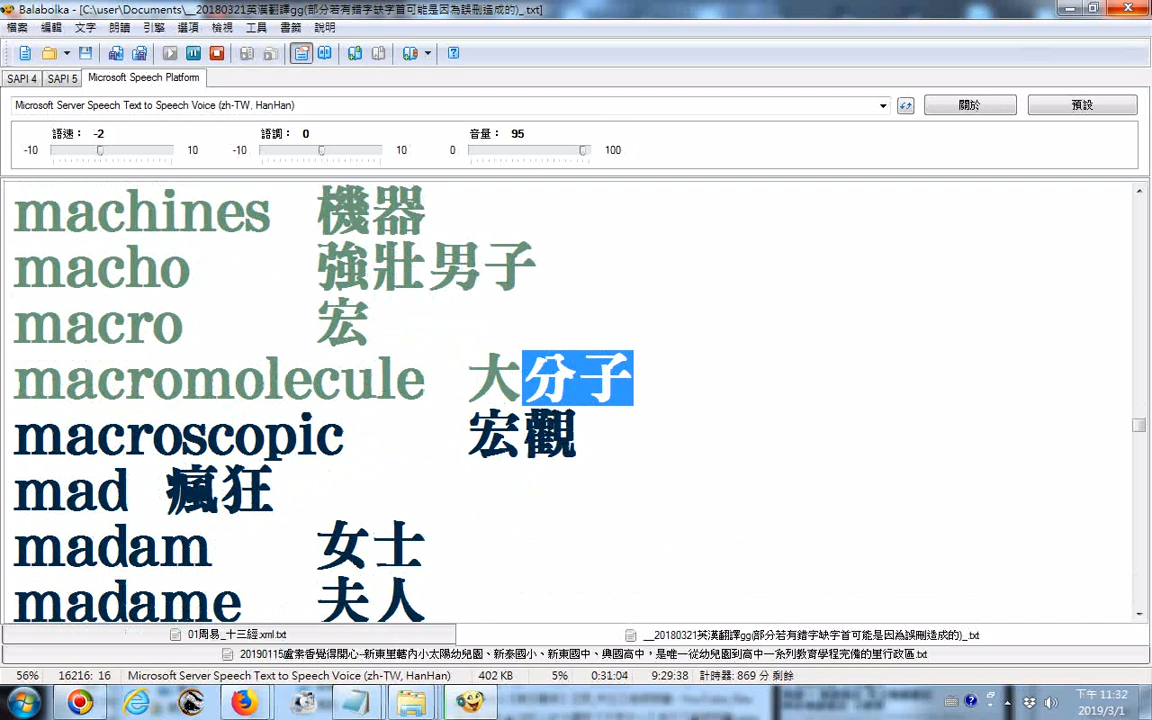 Balabolka - [C:\user\Documents\__20180321英漢翻譯gg(部分若有錯字缺字首可能是因為誤刪造成的)_.txt]
檔案 編輯 文字 朗讀 引擎 選項 檢視 工具 書籤 說明
SAPI 4 SAPI 5 Microsoft Speech Platform
Microsoft Server Speech Text to Speech Voice (zh-TW, HanHan) 關於 預設
語速： -2 語調： 0 音量： 95
-10 10 -10 10 0 100
machines 機器
macho 強壯男子
macro 宏
macromolecule 大分子
macroscopic 宏觀
mad 瘋狂
madam 女士
madame 夫人
01周易_十三經.xml.txt __20180321英漢翻譯gg(部分若有錯字缺字首可能是因為誤刪造成的)_.txt
20190115盧素香覺得開心~新東里轄內小太陽幼兒園、新泰國小、新東國中、興國高中，是唯一從幼兒園到高中一系列教育學程完備的里行政區.txt
56% 16216: 16 Microsoft Server Speech Text to Speech Voice (zh-TW, HanHan) 402 KB 5% 0:31:04 9:29:38 計時器: 869 分 剩餘
下午 11:32
2019/3/1